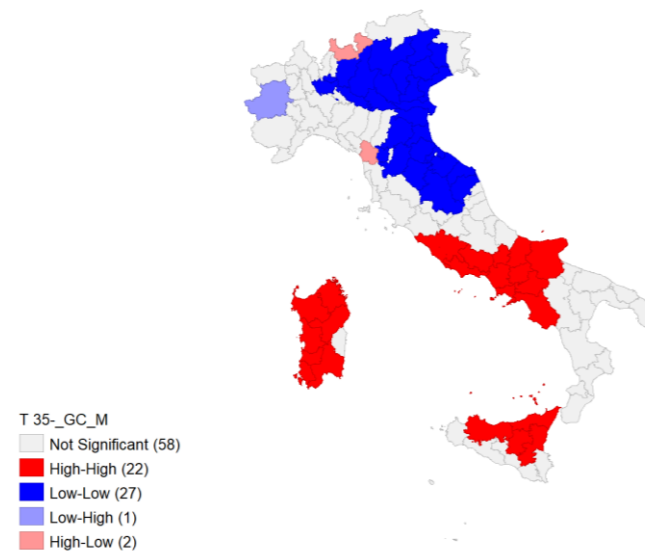 T 35-_GC_M
Not Significant (58)
High-High (22)
Low-Low (27)
Low-High (1)
High-Low (2)